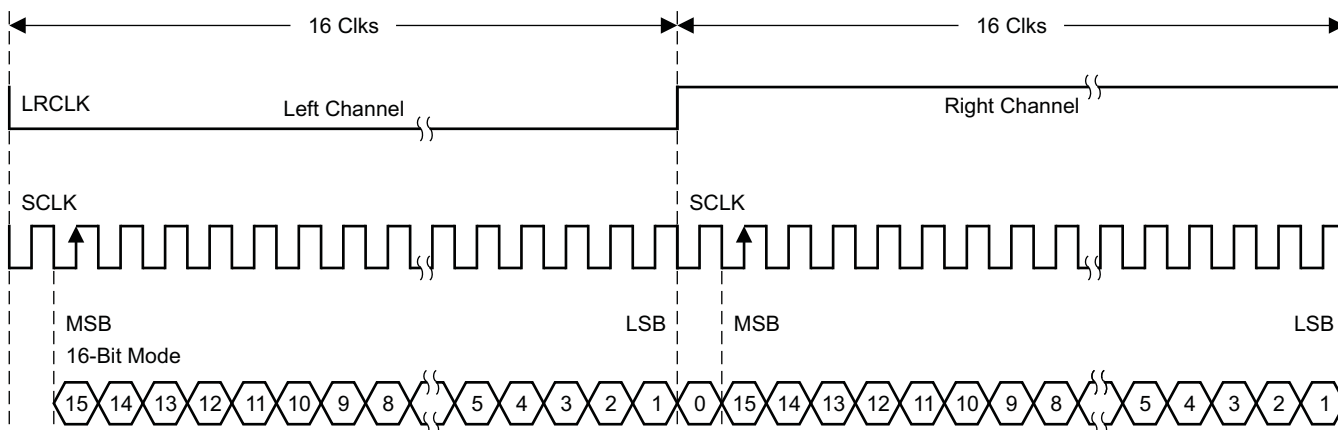 16 Clks 16 Clks
LRCLK Left Channel Right Channel
SCLK SCLK
MSB LSB MSB LSB
16-Bit Mode
15 14 13 12 11 10 9 8 5 4 3 2 1 0 15 14 13 12 11 10 9 8 5 4 3 2 1